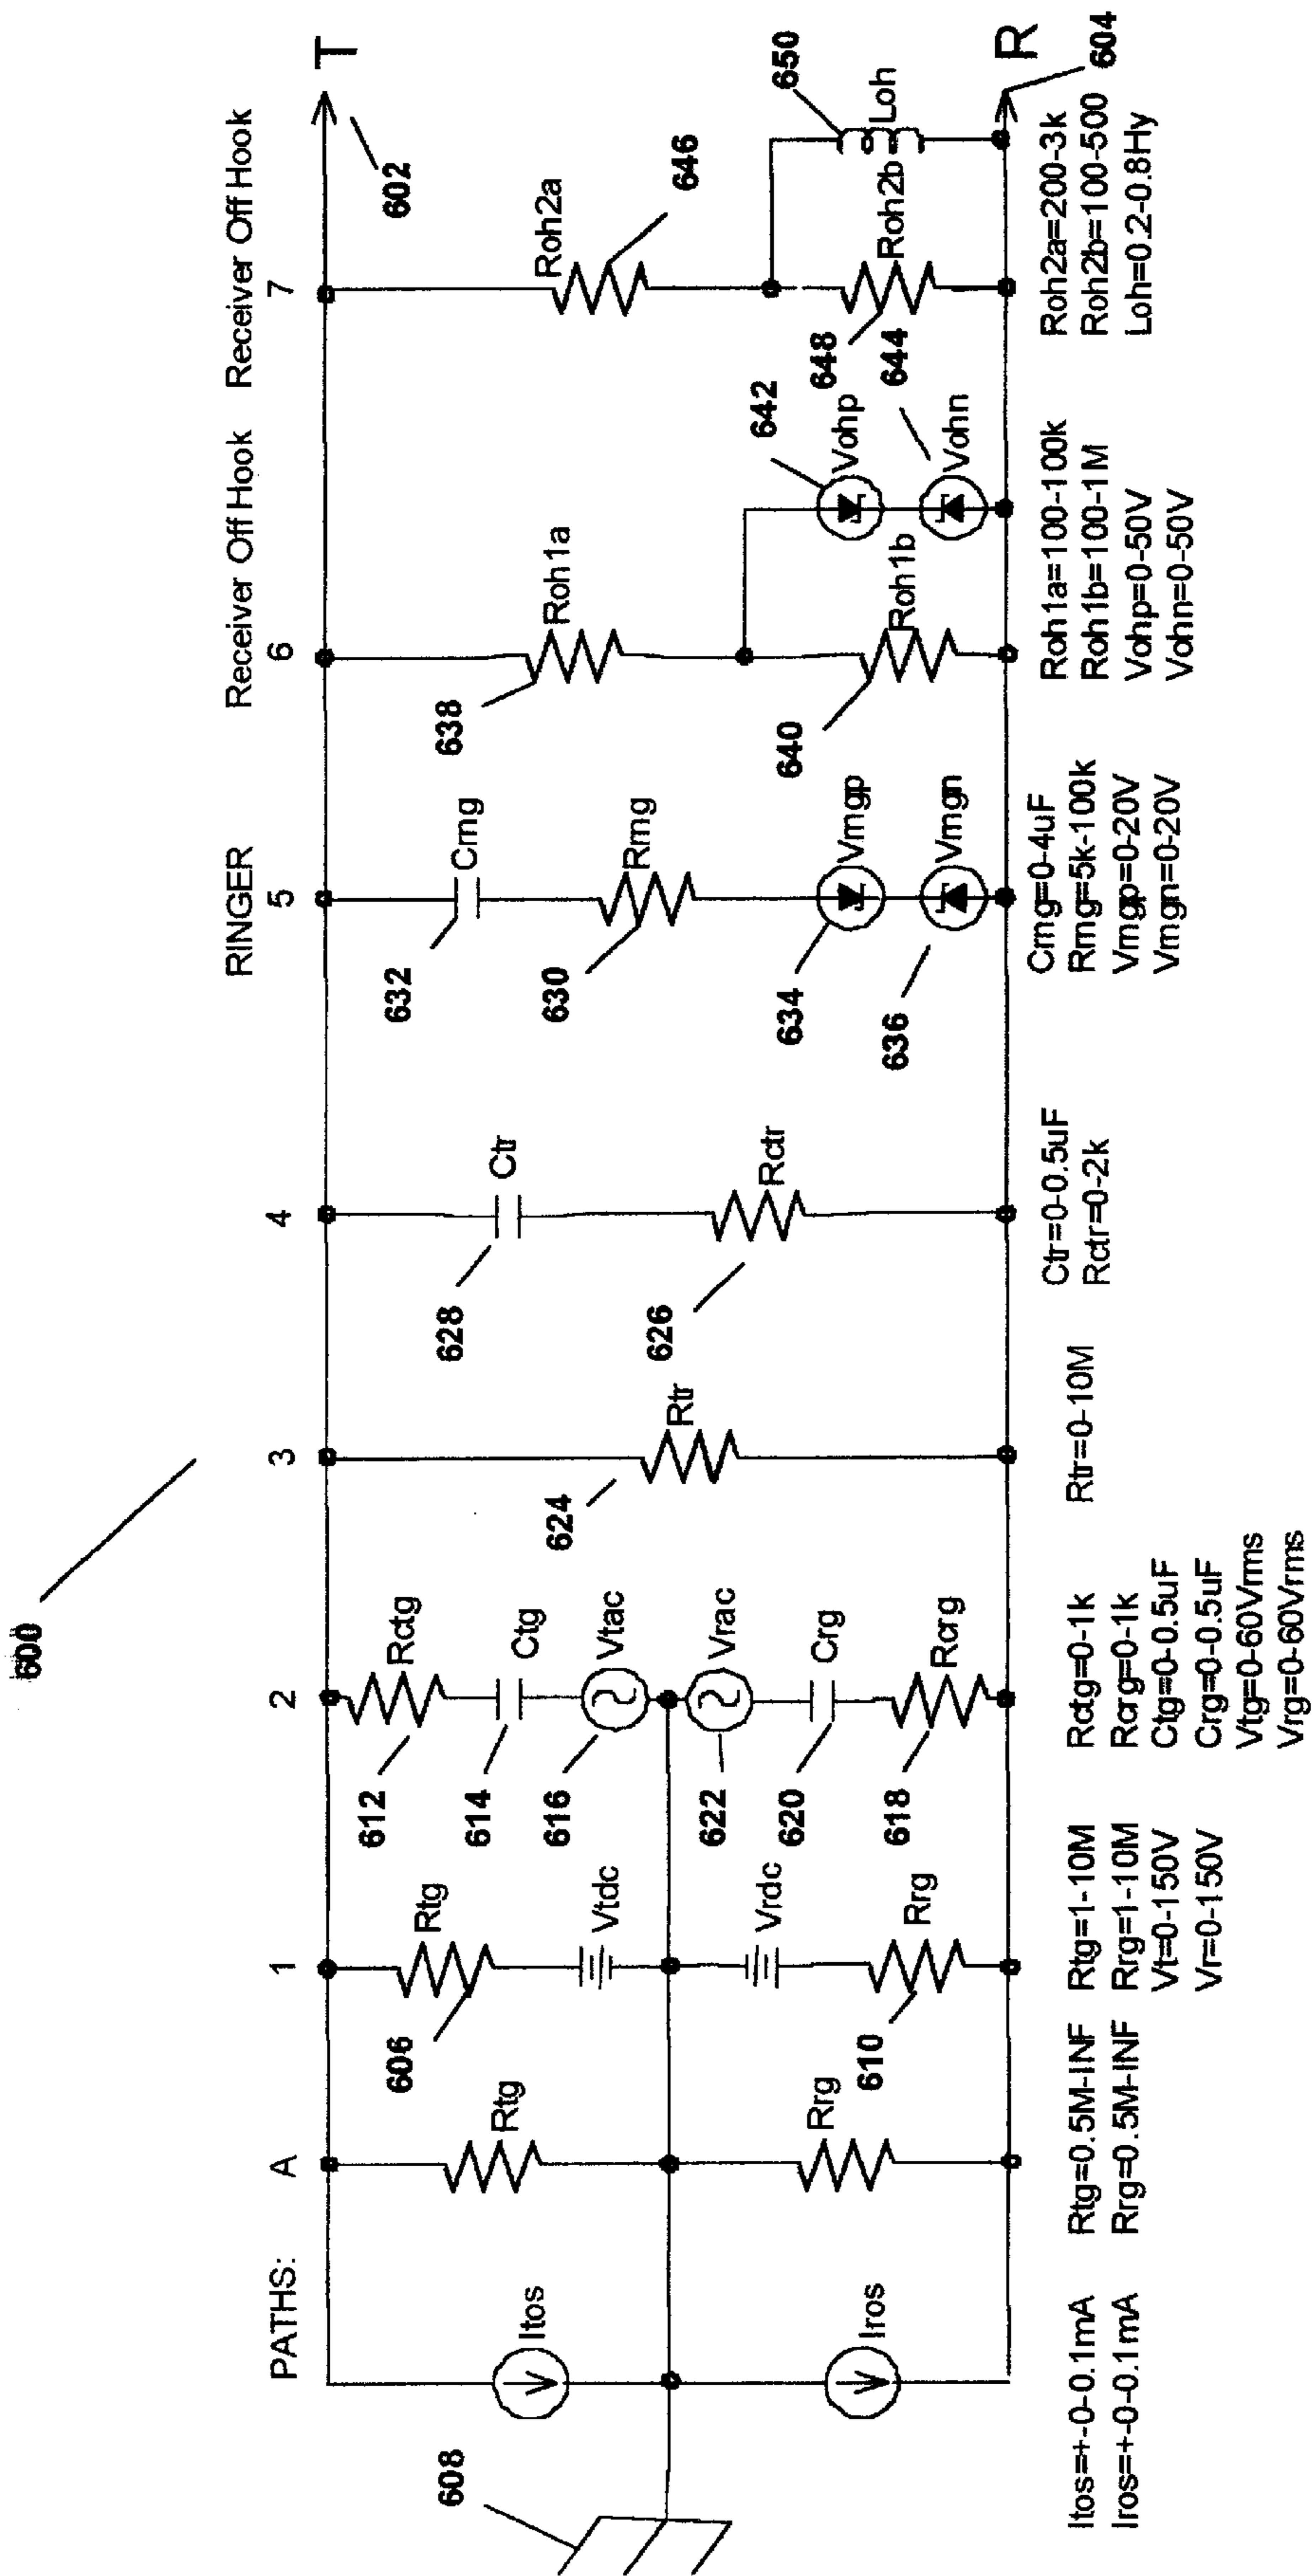 600
PATHS:
A
1
2
3
4
RINGER
5
Receiver Off Hook
6
Receiver Off Hook
7
T
602
608
Itos
Iros
Rtg
Rrg
Rtg
606
Vtdc
Vrdc
Rrg
610
Rctg
612
Ctg
614
Vtac
616
Vrac
622
Crg
620
Rcrg
618
Rtr
624
Ctr
628
Rctr
626
Crng
632
Rrng
630
Vrngp
634
Vrngn
636
Roh1a
638
Roh1b
640
Vohp
642
Vohn
644
Roh2a
646
Roh2b
648
Loh
650
R
604
Itos=+-0-0.1mA
Iros=+-0-0.1mA
Rtg=0.5M-INF
Rrg=0.5M-INF
Rtg=1-10M
Rrg=1-10M
Vt=0-150V
Vr=0-150V
Rctg=0-1k
Rcrg=0-1k
Ctg=0-0.5uF
Crg=0-0.5uF
Vtg=0-60Vrms
Vrg=0-60Vrms
Rtr=0-10M
Ctr=0-0.5uF
Rctr=0-2k
Crng=0-4uF
Rrng=5k-100k
Vrngp=0-20V
Vrngn=0-20V
Roh1a=100-100k
Roh1b=100-1M
Vohp=0-50V
Vohn=0-50V
Roh2a=200-3k
Roh2b=100-500
Loh=0.2-0.8Hy